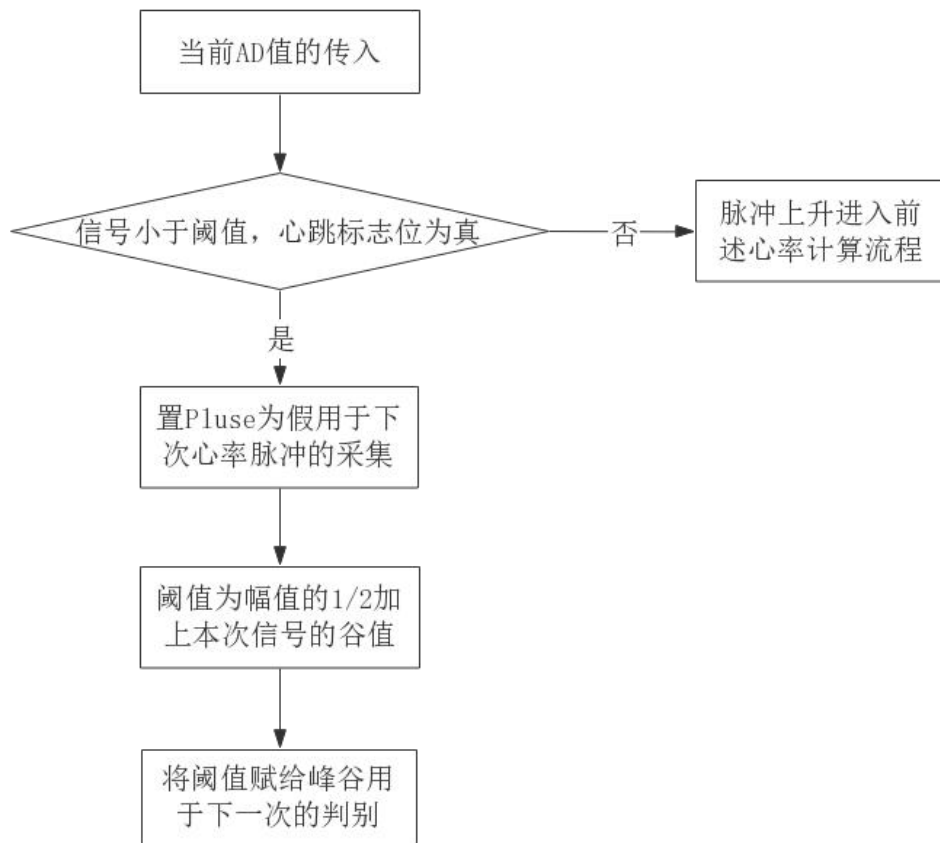 当前AD值的传入
信号小于阈值，心跳标志位为真
否
脉冲上升进入前
述心率计算流程
是
置Pluse为假用于下
次心率脉冲的采集
阈值为幅值的1/2加
上本次信号的谷值
将阈值赋给峰谷用
于下一次的判别